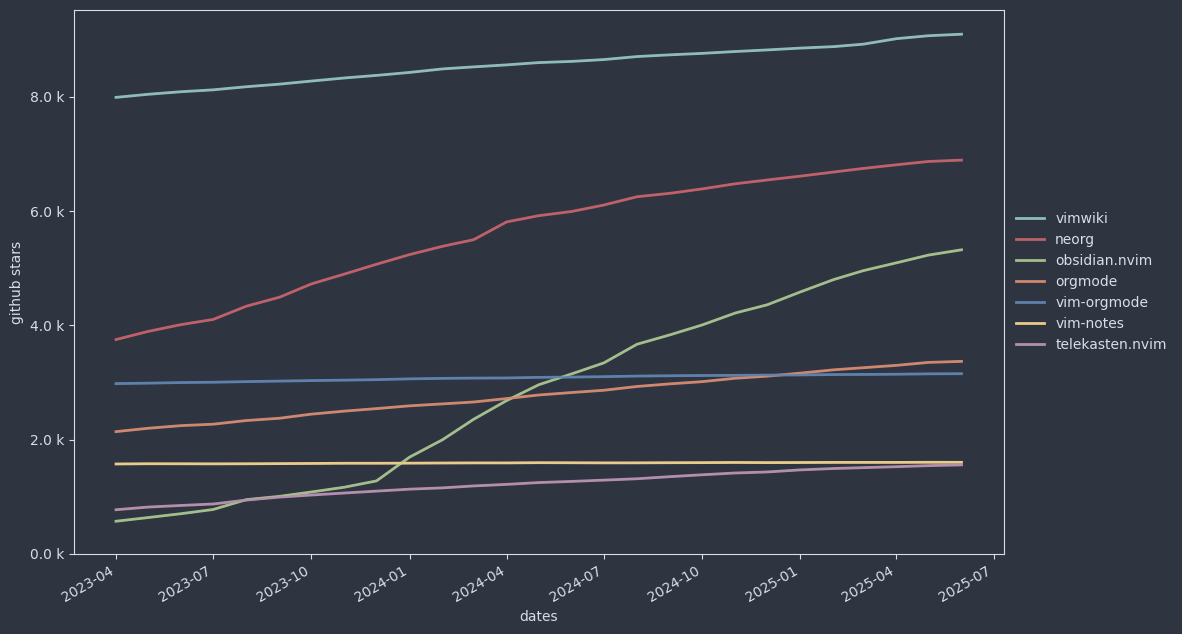 8.0 k
6.0 k
4.0 k
2.0 k
0.0 k
github stars
2023-04
2023-07
2023-10
2024-01
2024-04
2024-07
2024-10
2025-01
2025-04
2025-07
dates
vimwiki
neorg
obsidian.nvim
orgmode
vim-orgmode
vim-notes
telekasten.nvim